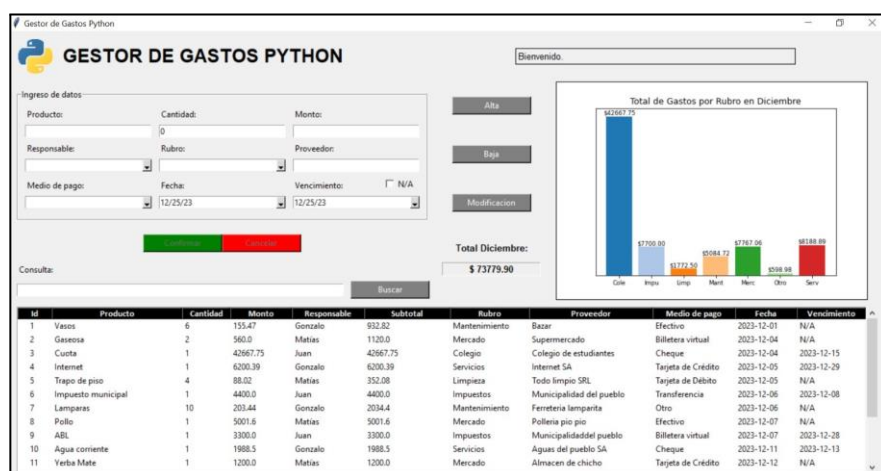 Gestor de Gastos Python
GESTOR DE GASTOS PYTHON
Bienvenido.
Ingreso de datos
Producto: Cantidad: Monto:
0
Responsable: Rubro: Proveedor:
Medio de pago: Fecha: Vencimiento: N/A
12/25/23 12/25/23
Confirmar Cancelar
Alta
Baja
Modificacion
Total Diciembre:
$ 73779.90
Consulta:
Buscar
Total de Gastos por Rubro en Diciembre
$42667.75
$7700.00 $1772.50 $5084.72 $7767.06 $598.98 $8188.89
Cole Impu Limp Mant Merc Otro Serv
Id Producto Cantidad Monto Responsable Subtotal Rubro Proveedor Medio de pago Fecha Vencimiento
1 Vasos 6 155.47 Gonzalo 932.82 Mantenimiento Bazar Efectivo 2023-12-01 N/A
2 Gaseosa 2 560.0 Matías 1120.0 Mercado Supermercado Billetera virtual 2023-12-04 N/A
3 Cuota 1 42667.75 Juan 42667.75 Colegio Colegio de estudiantes Cheque 2023-12-04 2023-12-15
4 Internet 1 6200.39 Gonzalo 6200.39 Servicios Internet SA Tarjeta de Crédito 2023-12-05 2023-12-29
5 Trapo de piso 4 88.02 Matías 352.08 Limpieza Todo limpio SRL Tarjeta de Débito 2023-12-05 N/A
6 Impuesto municipal 1 4400.0 Juan 4400.0 Impuestos Municipalidad del pueblo Transferencia 2023-12-06 2023-12-08
7 Lamparas 10 203.44 Gonzalo 2034.4 Mantenimiento Ferreteria lamparita Otro 2023-12-06 N/A
8 Pollo 1 5001.6 Matías 5001.6 Mercado Polleria pio pio Efectivo 2023-12-07 N/A
9 ABL 1 3300.0 Juan 3300.0 Impuestos Municipalidaddel pueblo Billetera virtual 2023-12-07 2023-12-28
10 Agua corriente 1 1988.5 Gonzalo 1988.5 Servicios Aguas del pueblo SA Cheque 2023-12-11 2023-12-13
11 Yerba Mate 1 1200.0 Matías 1200.0 Mercado Almacen de chicho Tarjeta de Crédito 2023-12-12 N/A